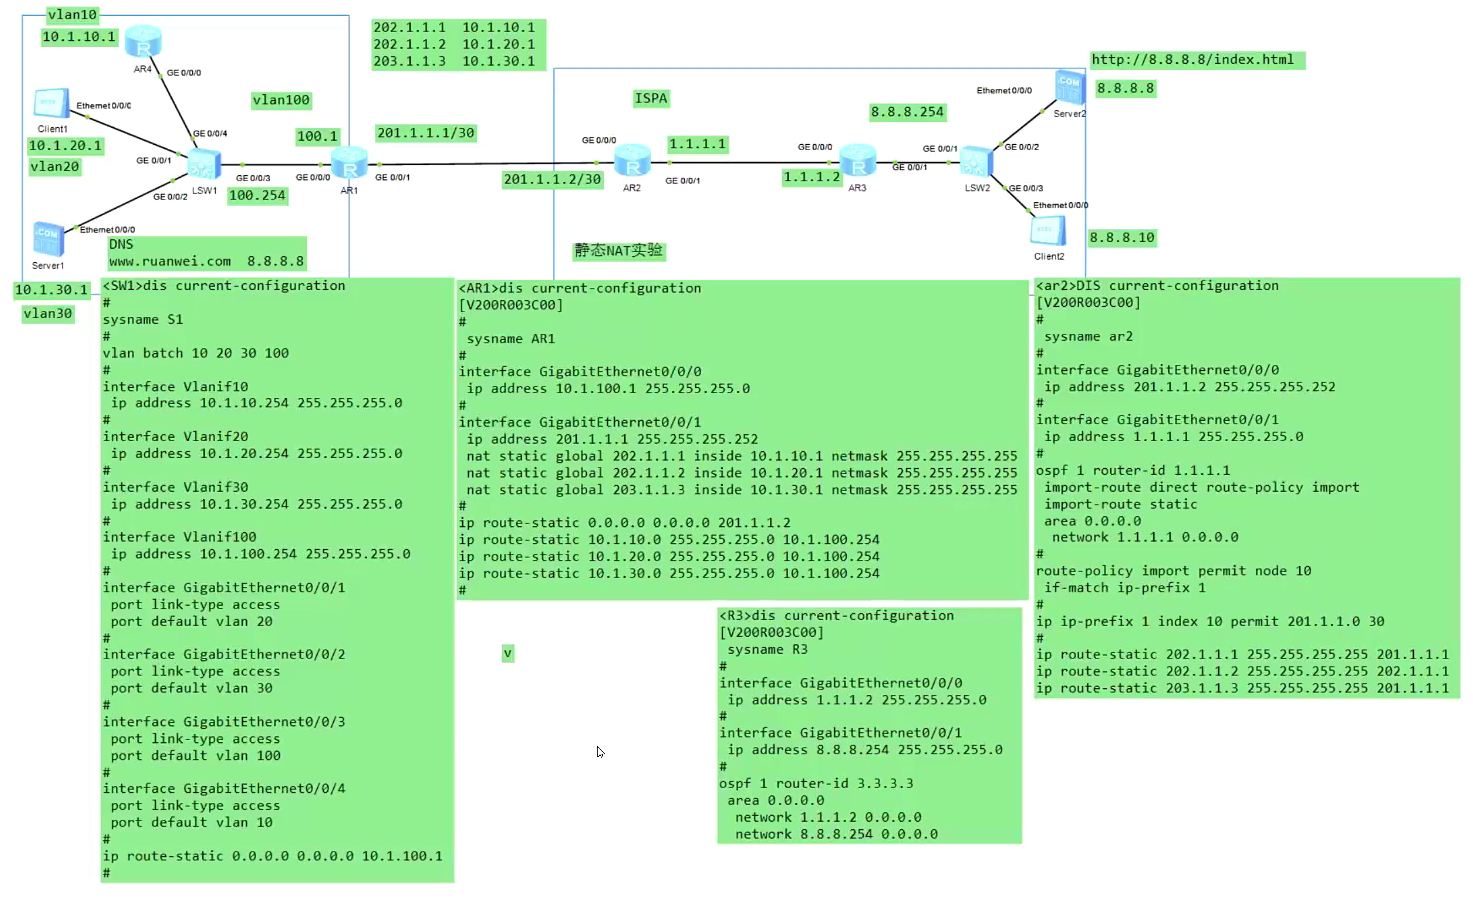 vlan10
10.1.10.1
AR4
GE 0/0/0
202.1.1.1  10.1.10.1
202.1.1.2  10.1.20.1
203.1.1.3  10.1.30.1
http://8.8.8.8/index.html
Ethernet 0/0/0
8.8.8.8
Server2
Ethernet 0/0/0
Client1
vlan100
ISPA
8.8.8.254
10.1.20.1
vlan20
GE 0/0/4
GE 0/0/1
100.1
201.1.1.1/30
GE 0/0/0
1.1.1.1
GE 0/0/0
GE 0/0/1
GE 0/0/2
LSW1
GE 0/0/3
GE 0/0/0
AR1
GE 0/0/1
201.1.1.2/30
AR2
GE 0/0/1
1.1.1.2
AR3
GE 0/0/1
LSW2
GE 0/0/3
100.254
GE 0/0/2
Ethernet 0/0/0
Ethernet 0/0/0
Server1
Client2
8.8.8.10
DNS
www.ruanwei.com  8.8.8.8
静态NAT实验
10.1.30.1
vlan30
<SW1>dis current-configuration
#
sysname S1
#
vlan batch 10 20 30 100
#
interface Vlanif10
ip address 10.1.10.254 255.255.255.0
#
interface Vlanif20
ip address 10.1.20.254 255.255.255.0
#
interface Vlanif30
ip address 10.1.30.254 255.255.255.0
#
interface Vlanif100
ip address 10.1.100.254 255.255.255.0
#
interface GigabitEthernet0/0/1
port link-type access
port default vlan 20
#
interface GigabitEthernet0/0/2
port link-type access
port default vlan 30
#
interface GigabitEthernet0/0/3
port link-type access
port default vlan 100
#
interface GigabitEthernet0/0/4
port link-type access
port default vlan 10
#
ip route-static 0.0.0.0 0.0.0.0 10.1.100.1
#
<AR1>dis current-configuration
[V200R003C00]
#
sysname AR1
#
interface GigabitEthernet0/0/0
ip address 10.1.100.1 255.255.255.0
#
interface GigabitEthernet0/0/1
ip address 201.1.1.1 255.255.255.252
nat static global 202.1.1.1 inside 10.1.10.1 netmask 255.255.255.255
nat static global 202.1.1.2 inside 10.1.20.1 netmask 255.255.255.255
nat static global 203.1.1.3 inside 10.1.30.1 netmask 255.255.255.255
#
ip route-static 0.0.0.0 0.0.0.0 201.1.1.2
ip route-static 10.1.10.0 255.255.255.0 10.1.100.254
ip route-static 10.1.20.0 255.255.255.0 10.1.100.254
ip route-static 10.1.30.0 255.255.255.0 10.1.100.254
#
v
<R3>dis current-configuration
[V200R003C00]
sysname R3
#
interface GigabitEthernet0/0/0
ip address 1.1.1.2 255.255.255.0
#
interface GigabitEthernet0/0/1
ip address 8.8.8.254 255.255.255.0
#
ospf 1 router-id 3.3.3.3
area 0.0.0.0
network 1.1.1.2 0.0.0.0
network 8.8.8.254 0.0.0.0
<ar2>DIS current-configuration
[V200R003C00]
#
sysname ar2
#
interface GigabitEthernet0/0/0
ip address 201.1.1.2 255.255.255.252
#
interface GigabitEthernet0/0/1
ip address 1.1.1.1 255.255.255.0
#
ospf 1 router-id 1.1.1.1
import-route direct route-policy import
import-route static
area 0.0.0.0
network 1.1.1.1 0.0.0.0
#
route-policy import permit node 10
if-match ip-prefix 1
#
ip ip-prefix 1 index 10 permit 201.1.1.0 30
#
ip route-static 202.1.1.1 255.255.255.255 201.1.1.1
ip route-static 202.1.1.2 255.255.255.255 202.1.1.1
ip route-static 203.1.1.3 255.255.255.255 201.1.1.1